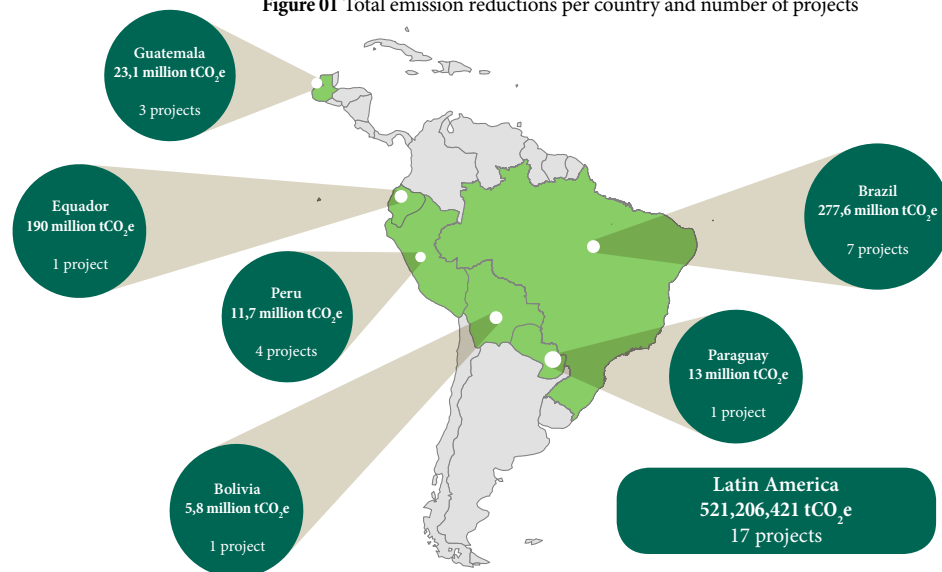 Figure 01 Total emission reductions per country and number of projects
Guatemala
23,1 million tCO₂e
3 projects
Equador
190 million tCO₂e
1 project
Brazil
277,6 million tCO₂e
7 projects
Peru
11,7 million tCO₂e
4 projects
Paraguay
13 million tCO₂e
1 project
Bolivia
5,8 million tCO₂e
1 project
Latin America
521,206,421 tCO₂e
17 projects